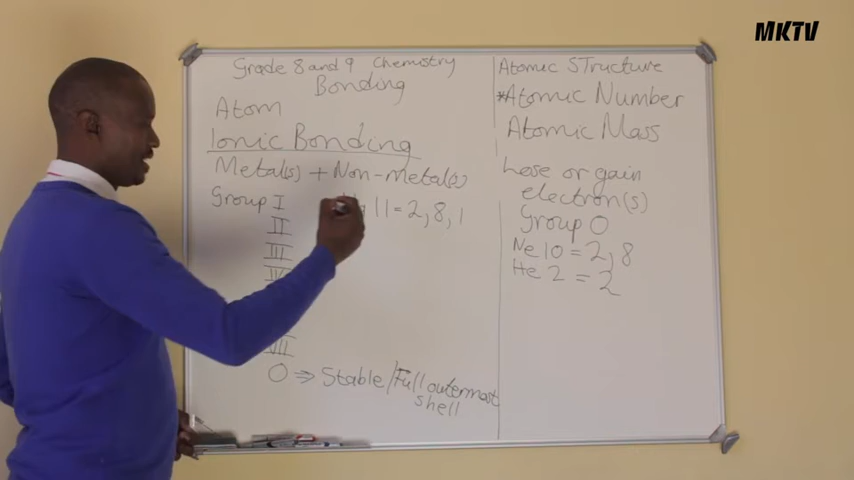 MKTV
Grade 8 and 9 Chemistry
Bonding
Atom
Ionic Bonding
Metal(s) + Non-metal(s)
Group I
11 = 2, 8, 1
II
III
VII
0 ⇒ Stable/Full outermost
shell
Atomic Structure
*Atomic Number
Atomic Mass
Lose or gain
electron(s)
Group 0
Ne 10 = 2, 8
He 2 = 2